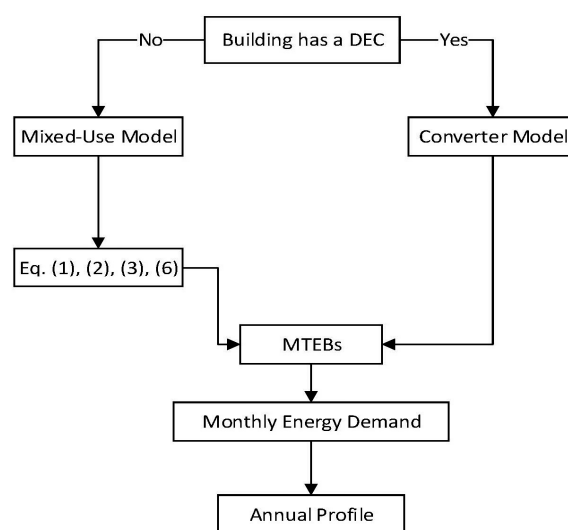 Building has a DEC
No
Yes
Mixed-Use Model
Converter Model
Eq. (1), (2), (3), (6)
MTEBs
Monthly Energy Demand
Annual Profile